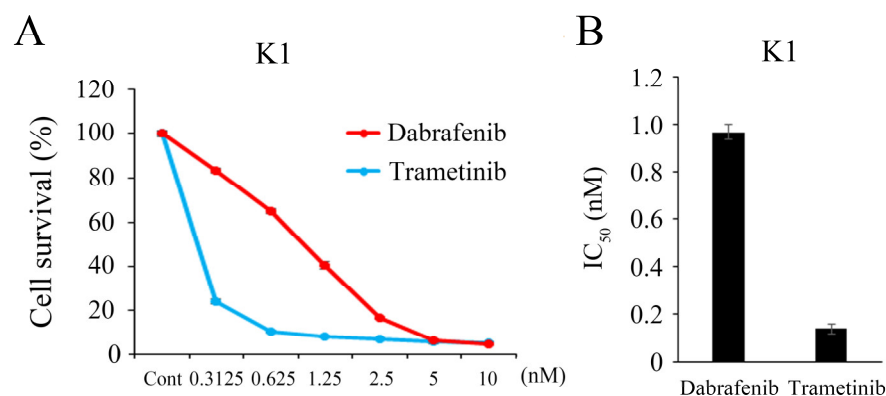 A
K1
Cell survival (%)
120
100
80
60
40
20
0
Dabrafenib
Trametinib
Cont 0.3125 0.625 1.25 2.5 5 10 (nM)
B
K1
IC50 (nM)
1.2
1.0
0.8
0.6
0.4
0.2
0
Dabrafenib Trametinib